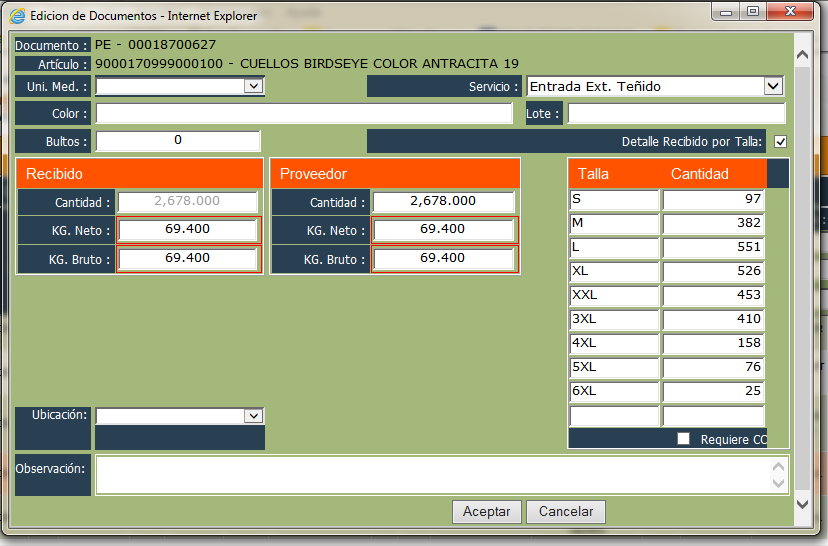 Edicion de Documentos - Internet Explorer
Documento : PE - 00018700627
Artículo : 9000170999000100 - CUELLOS BIRDSEYE COLOR ANTRACITA 19
Uni. Med. : Servicio : Entrada Ext. Teñido
Color : Lote :
Bultos : 0 Detalle Recibido por Talla:
Recibido Proveedor Talla Cantidad
Cantidad : 2,678.000 Cantidad : 2,678.000
KG. Neto : 69.400 KG. Neto : 69.400
KG. Bruto : 69.400 KG. Bruto : 69.400
S 97
M 382
L 551
XL 526
XXL 453
3XL 410
4XL 158
5XL 76
6XL 25
Ubicación:
Requiere CC
Observación:
Aceptar Cancelar